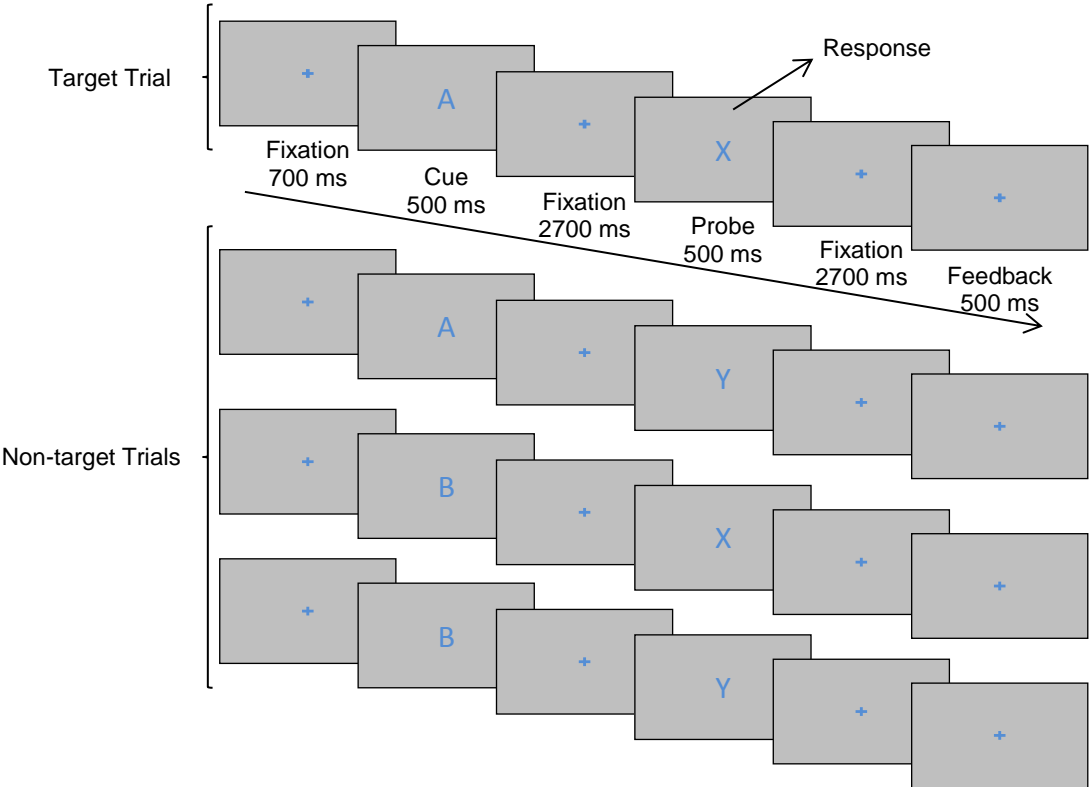 Response
Target Trial
A
X
Fixation
700 ms
Cue
500 ms
Fixation
2700 ms
Probe
500 ms
Fixation
2700 ms
Feedback
500 ms
A
Y
Non-target Trials
B
X
B
Y